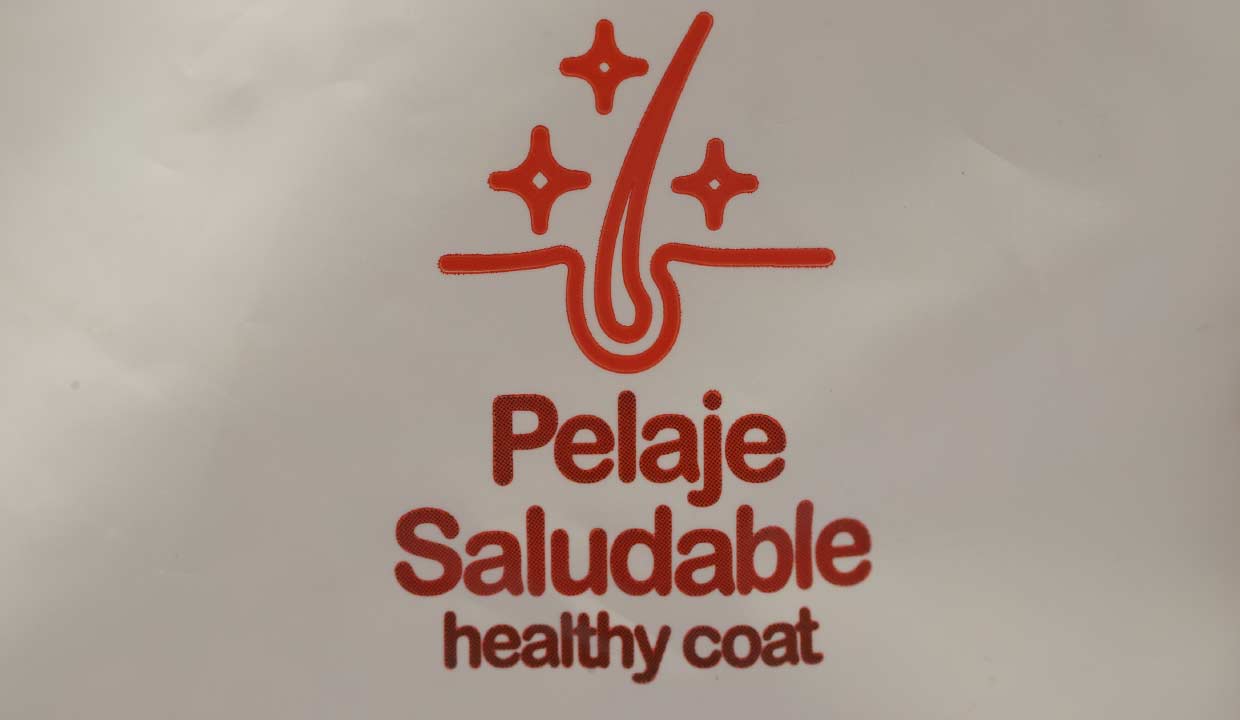 Pelaje
Saludable
healthy coat